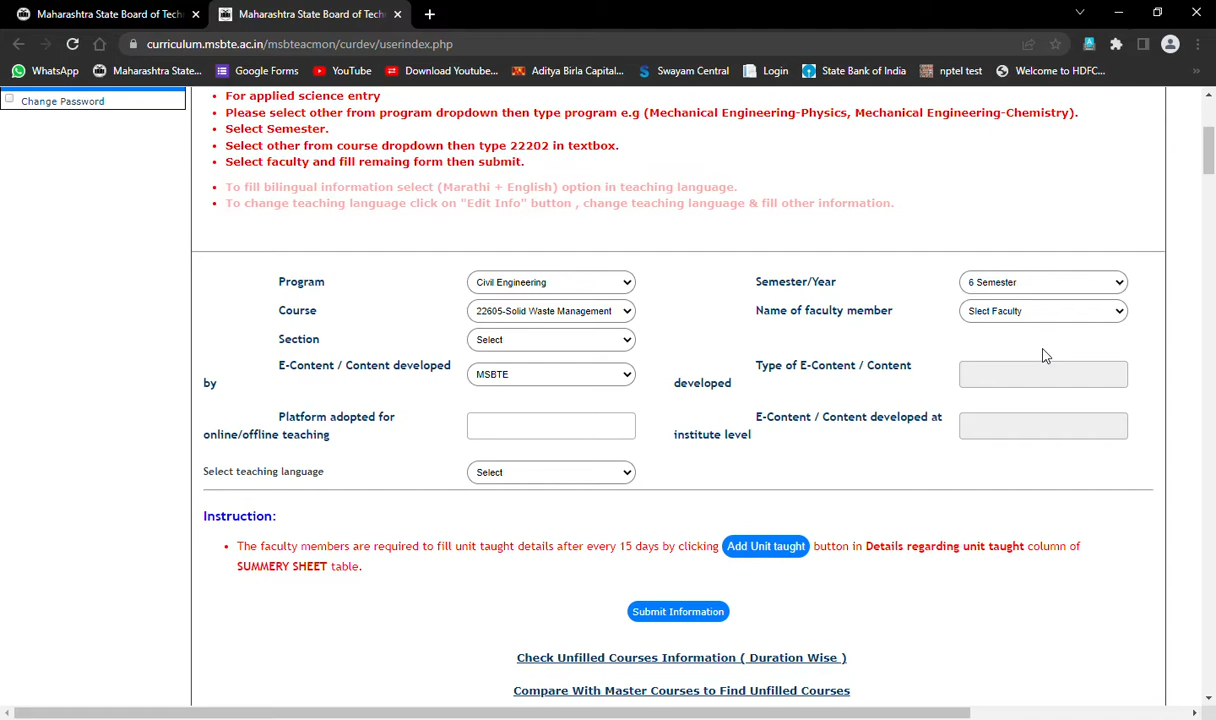 Maharashtra State Board of Tech
Maharashtra State Board of Tech
curriculum.msbte.ac.in/msbteacmon/curdev/userindex.php
WhatsApp
Maharashtra State...
Google Forms
YouTube
Download Youtube...
Aditya Birla Capital...
Swayam Central
Login
State Bank of India
nptel test
Welcome to HDFC...
Change Password
For applied science entry
Please select other from program dropdown then type program e.g (Mechanical Engineering-Physics, Mechanical Engineering-Chemistry).
Select Semester.
Select other from course dropdown then type 22202 in textbox.
Select faculty and fill remaing form then submit.
To fill bilingual information select (Marathi + English) option in teaching language.
To change teaching language click on "Edit Info" button , change teaching language & fill other information.
Program
Civil Engineering
Semester/Year
6 Semester
Course
22605-Solid Waste Management
Name of faculty member
Slect Faculty
Section
Select
E-Content / Content developed
by
MSBTE
Type of E-Content / Content
developed
Platform adopted for
online/offline teaching
E-Content / Content developed at
institute level
Select teaching language
Select
Instruction:
The faculty members are required to fill unit taught details after every 15 days by clicking Add Unit taught button in Details regarding unit taught column of
SUMMERY SHEET table.
Submit Information
Check Unfilled Courses Information ( Duration Wise )
Compare With Master Courses to Find Unfilled Courses